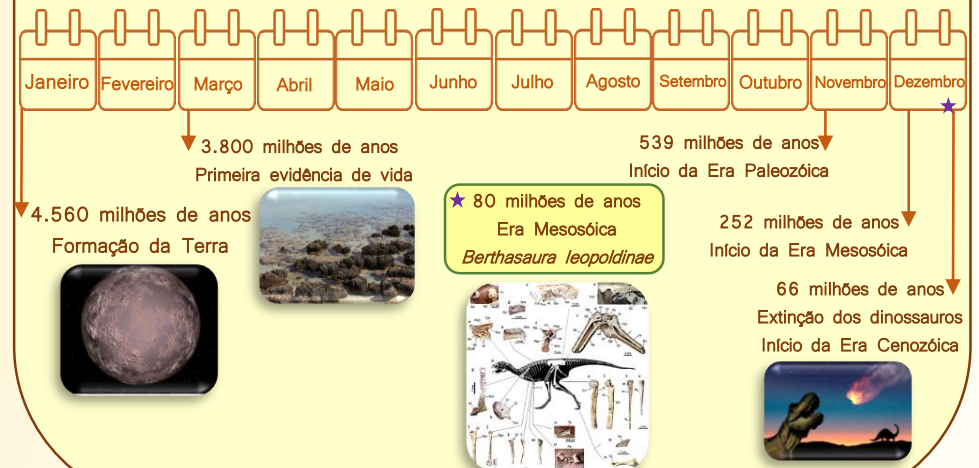 Janeiro Fevereiro Março Abril Maio Junho Julho Agosto Setembro Outubro Novembro Dezembro
3.800 milhões de anos
Primeira evidência de vida
4.560 milhões de anos
Formação da Terra
80 milhões de anos
Era Mesosóica
Berthasaura leopoldinae
539 milhões de anos
Início da Era Paleozóica
252 milhões de anos
Início da Era Mesosóica
66 milhões de anos
Extinção dos dinossauros
Início da Era Cenozóica